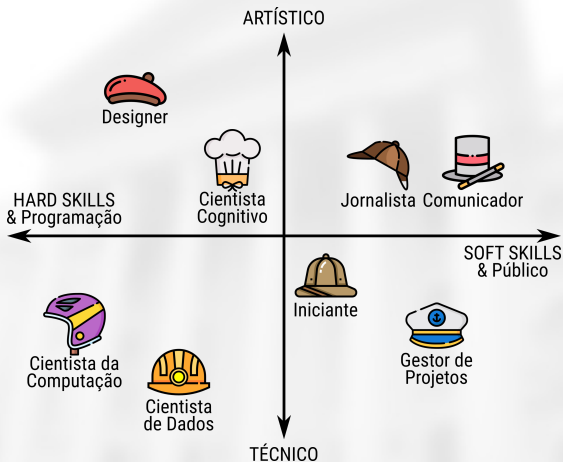 ARTÍSTICO
Designer
Cientista
Cognitivo
Jornalista
Comunicador
HARD SKILLS
& Programação
SOFT SKILLS
& Público
Iniciante
Gestor de
Projetos
Cientista da
Computação
Cientista
de Dados
TÉCNICO